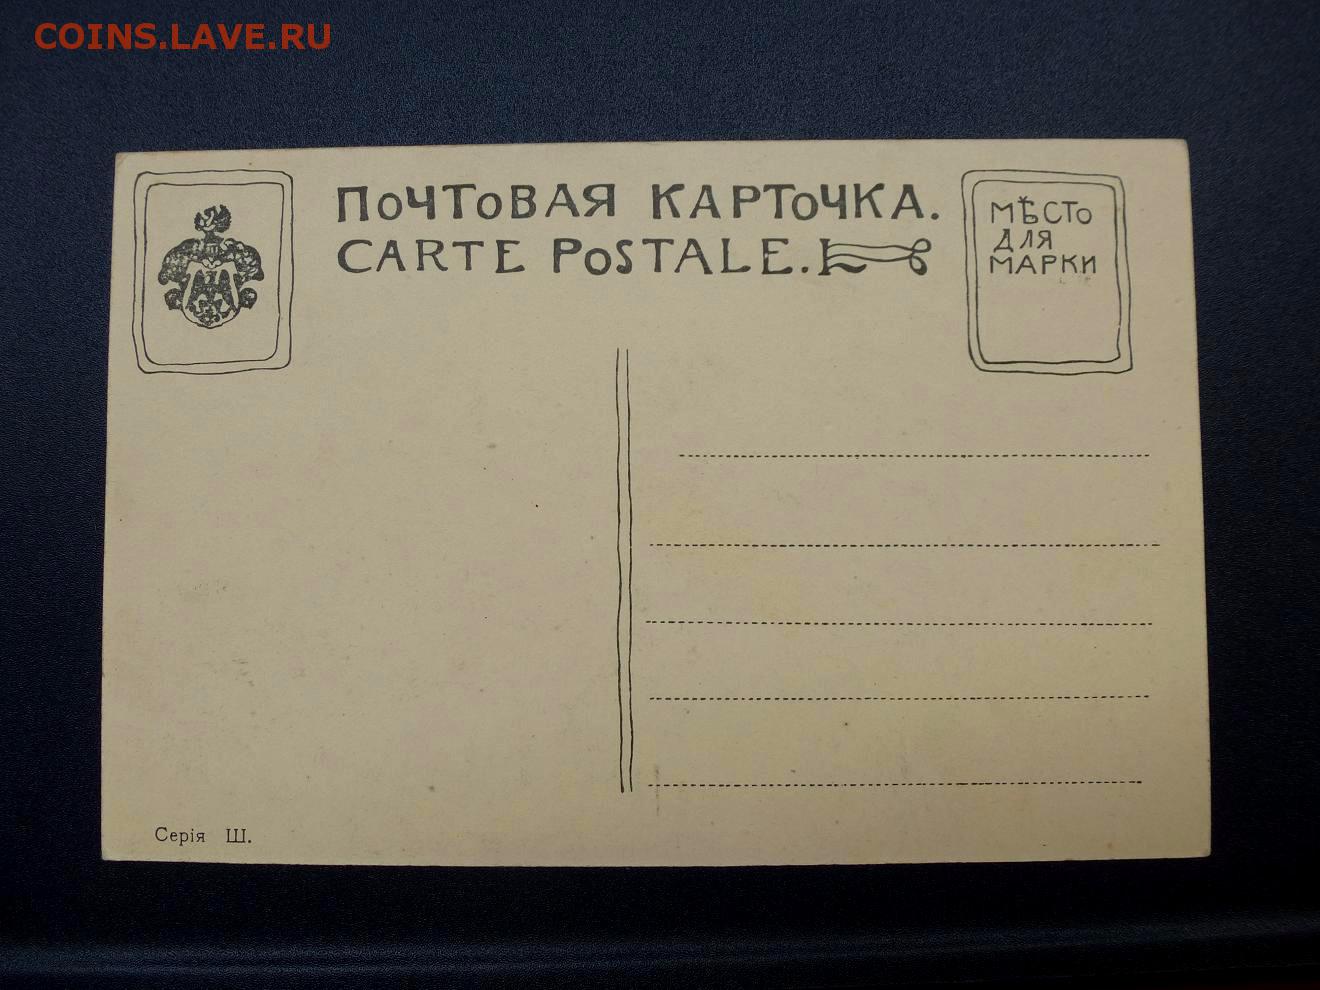 COINS.LAVE.RU
ПОЧТОВАЯ КАРТОЧКА.
CARTE POSTALE.
МѢСТО
ДЛЯ
МАРКИ
Серія Ш.